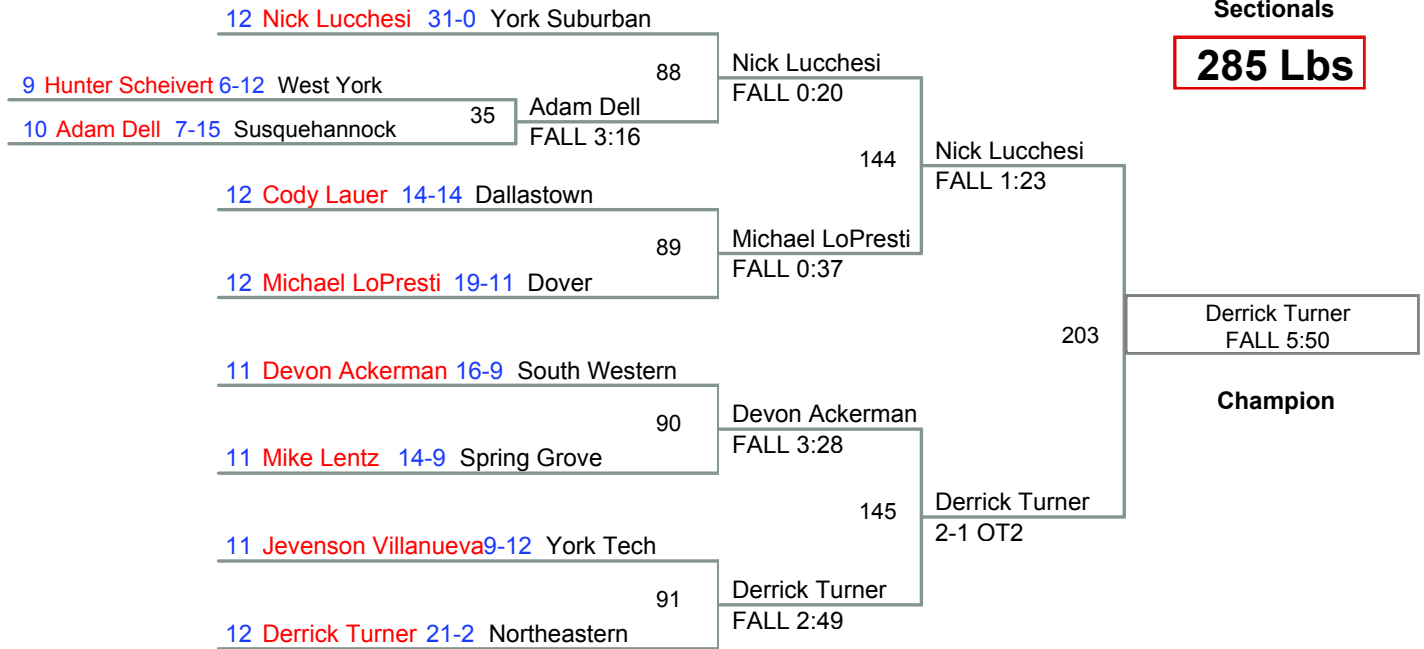 Sectionals
285 Lbs
12 Nick Lucchesi 31-0 York Suburban
9 Hunter Scheivert 6-12 West York
10 Adam Dell 7-15 Susquehannock
35
Adam Dell
FALL 3:16
88
Nick Lucchesi
FALL 0:20
12 Cody Lauer 14-14 Dallastown
12 Michael LoPresti 19-11 Dover
89
Michael LoPresti
FALL 0:37
144
Nick Lucchesi
FALL 1:23
11 Devon Ackerman 16-9 South Western
11 Mike Lentz 14-9 Spring Grove
90
Devon Ackerman
FALL 3:28
11 Jevenson Villanueva 9-12 York Tech
12 Derrick Turner 21-2 Northeastern
91
Derrick Turner
FALL 2:49
145
Derrick Turner
2-1 OT2
203
Derrick Turner
FALL 5:50
Champion